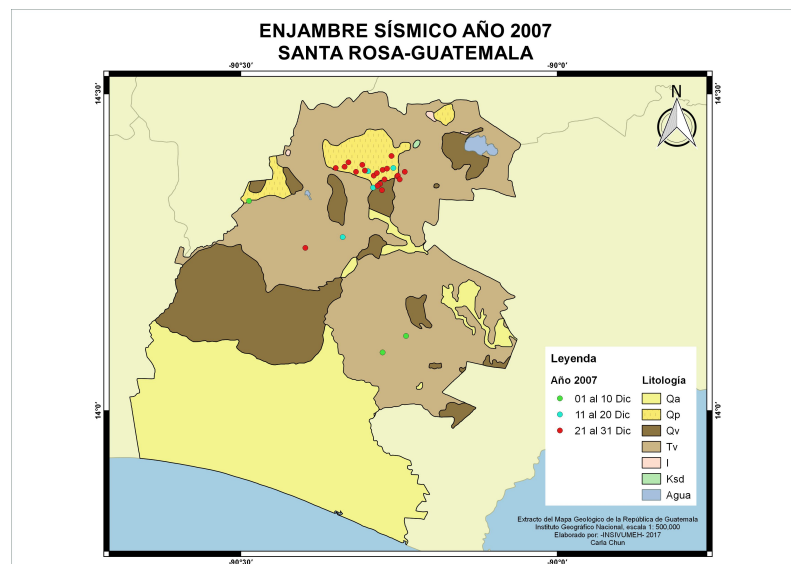 ENJAMBRE SÍSMICO AÑO 2007
SANTA ROSA-GUATEMALA
-90°30'
-90°0'
14°30'
14°30'
N
14°0'
14°0'
Leyenda
Año 2007
01 al 10 Dic
11 al 20 Dic
21 al 31 Dic
Litología
Qa
Qp
Qv
Tv
I
Ksd
Agua
Extracto del Mapa Geológico de la República de Guatemala
Instituto Geográfico Nacional, escala 1: 500,000
Elaborado por: -INSIVUMEH- 2017
Carla Chun
-90°30'
-90°0'